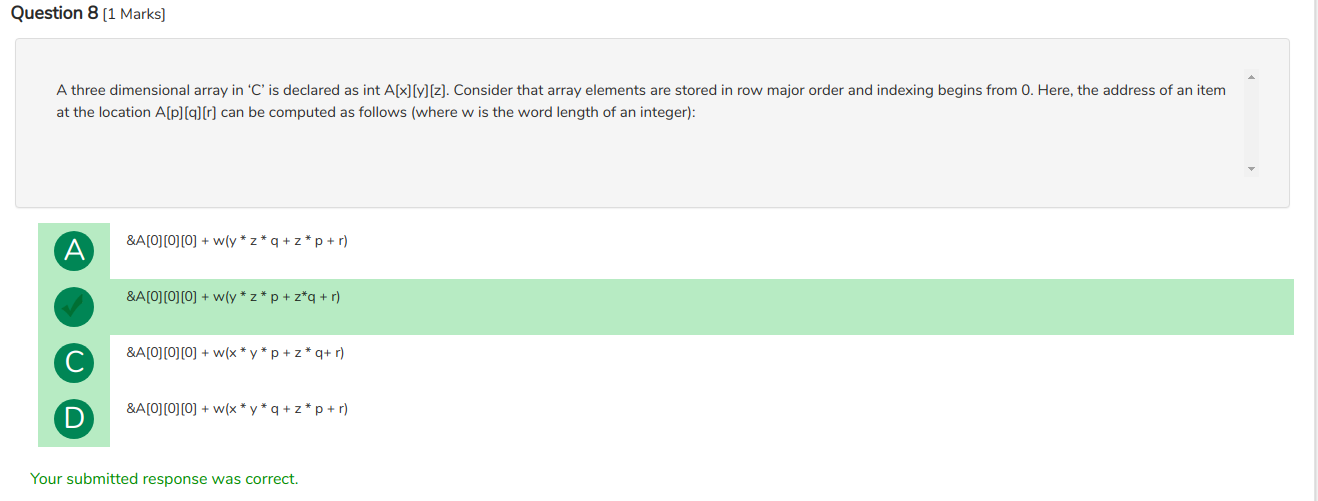 Question 8 [1 Marks]
A three dimensional array in ‘C’ is declared as int A[x][y][z]. Consider that array elements are stored in row major order and indexing begins from 0. Here, the address of an item
at the location A[p][q][r] can be computed as follows (where w is the word length of an integer):
A
&A[0][0][0] + w(y * z * q + z * p + r)
&A[0][0][0] + w(y * z * p + z*q + r)
C
&A[0][0][0] + w(x * y * p + z * q+ r)
D
&A[0][0][0] + w(x * y * q + z * p + r)
Your submitted response was correct.